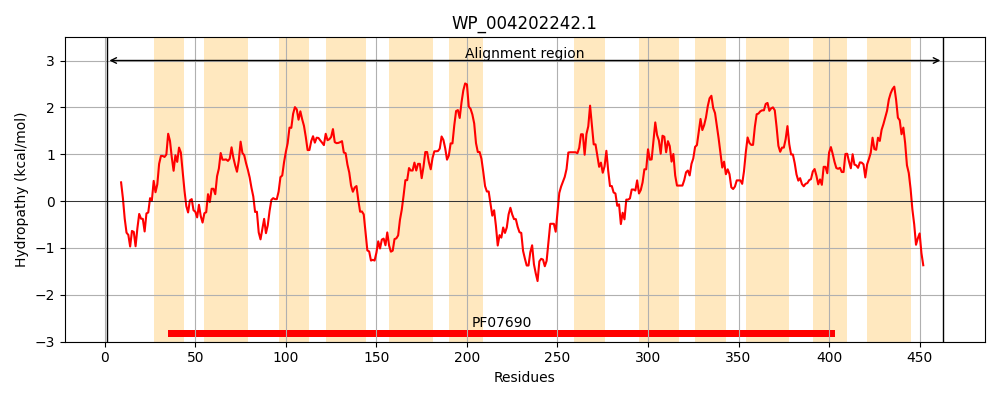 WP_004202242.1
Alignment region
Hydropathy (kcal/mol)
3
2
1
0
−1
−2
−3
PF07690
0 50 100 150 200 250 300 350 400 450
Residues